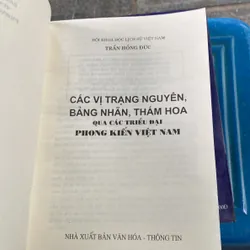 HỘI KHOA HỌC LỊCH SỬ VIỆT NAM
TRẦN HỒNG ĐỨC
CÁC VỊ TRẠNG NGUYÊN,
BẢNG NHÃN, THÁM HOA
QUA CÁC TRIỀU ĐẠI
PHONG KIẾN VIỆT NAM
NHÀ XUẤT BẢN VĂN HÓA - THÔNG TIN